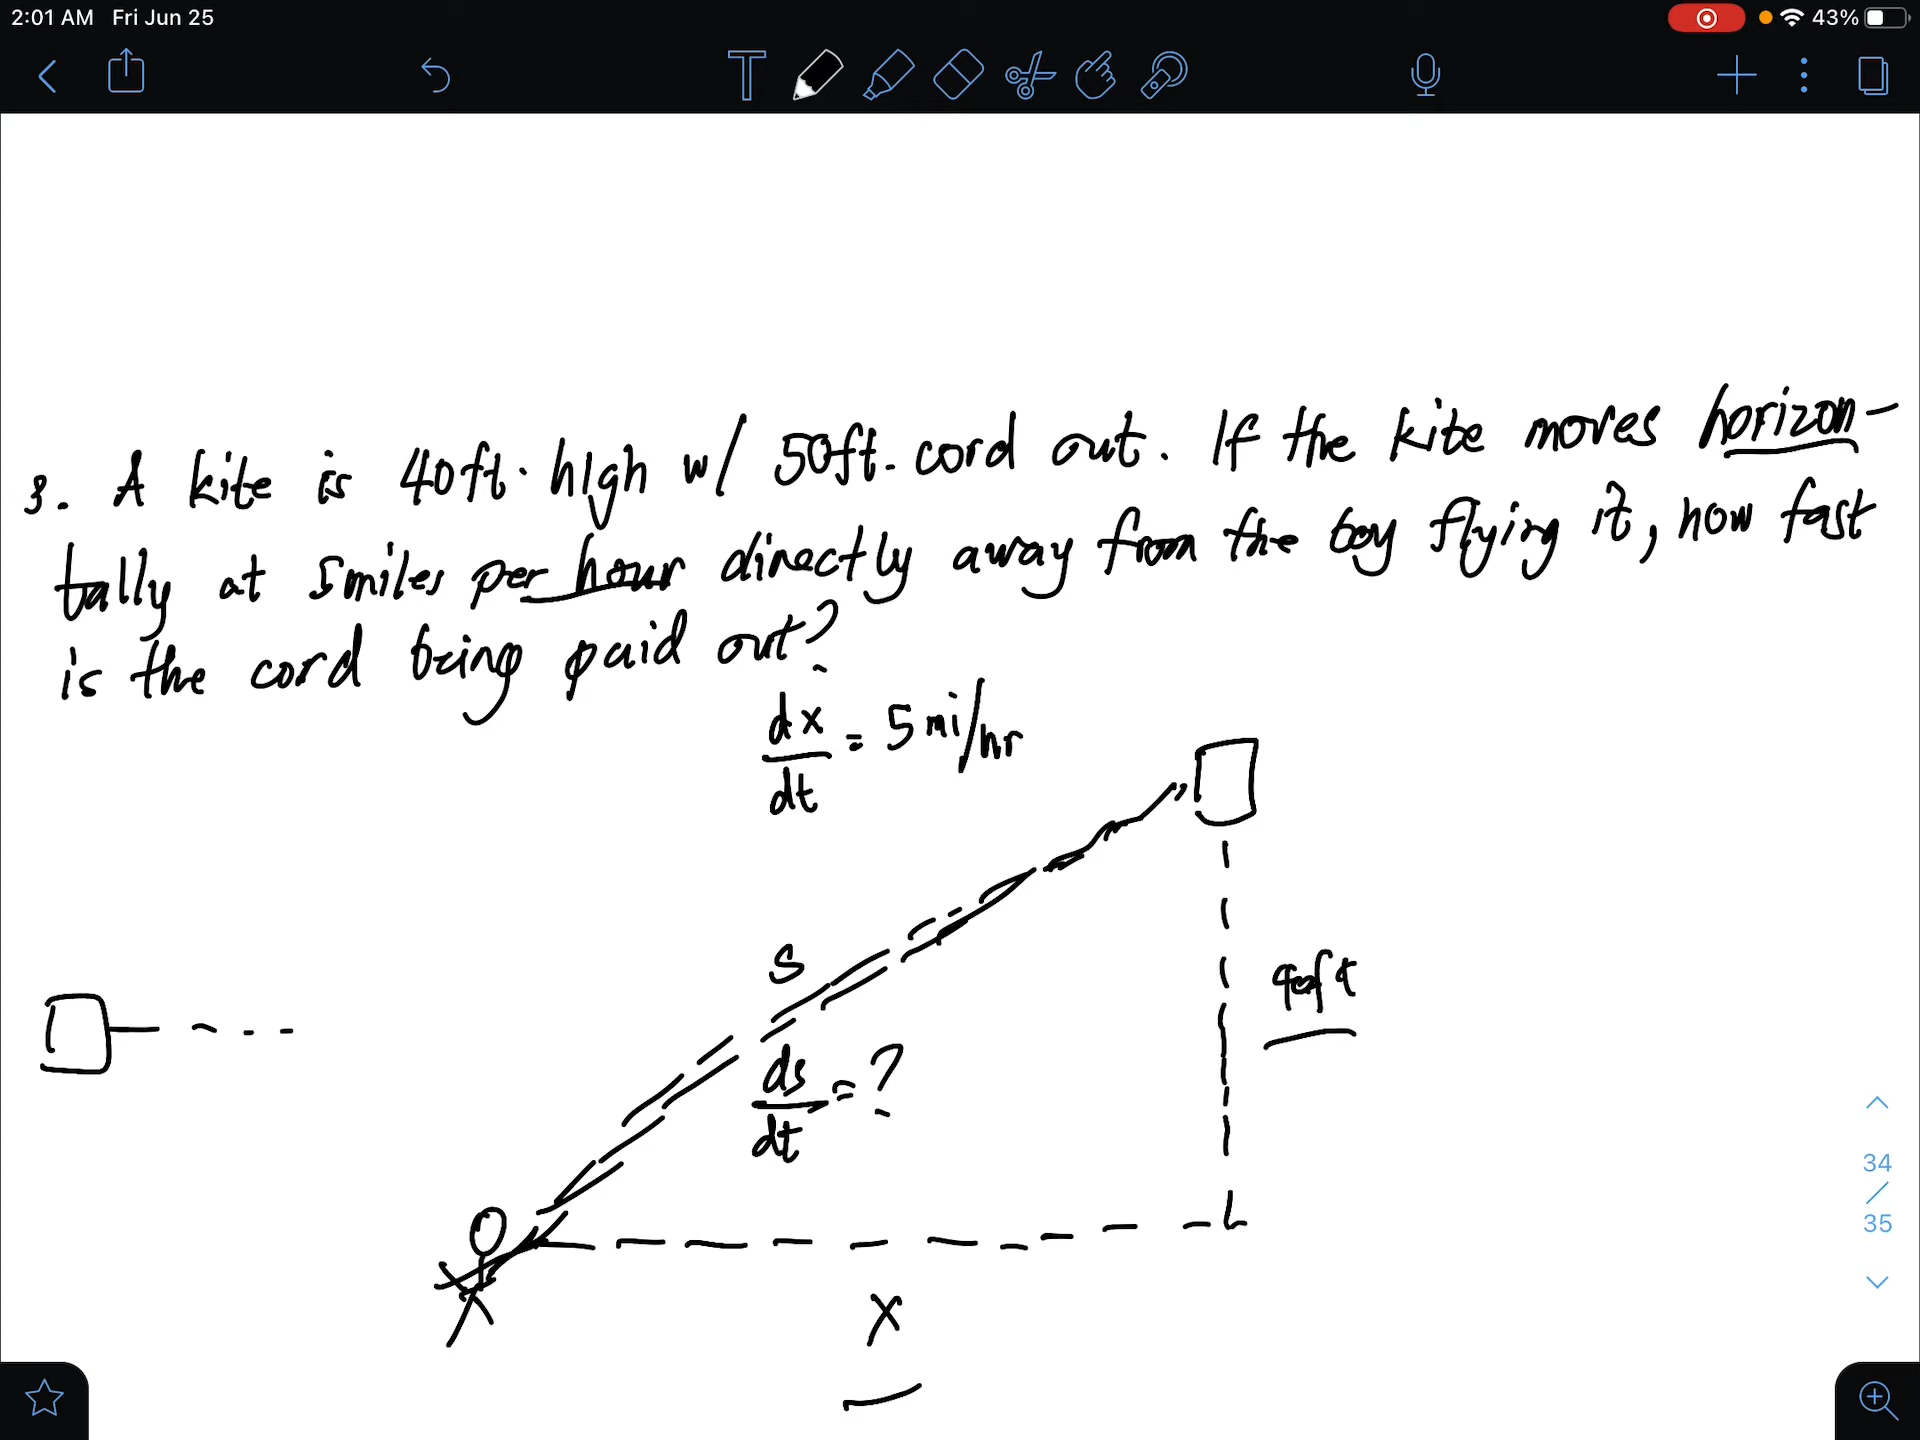 2:01 AM Fri Jun 25
43%
3. A kite is 40ft. high w/ 50ft. cord out. If the kite moves horizon-
tally at 5miles per hour directly away from the boy flying it, how fast
is the cord being paid out?
dx/dt = 5 mi/hr
S
40ft
ds/dt = ?
x
34
/
35